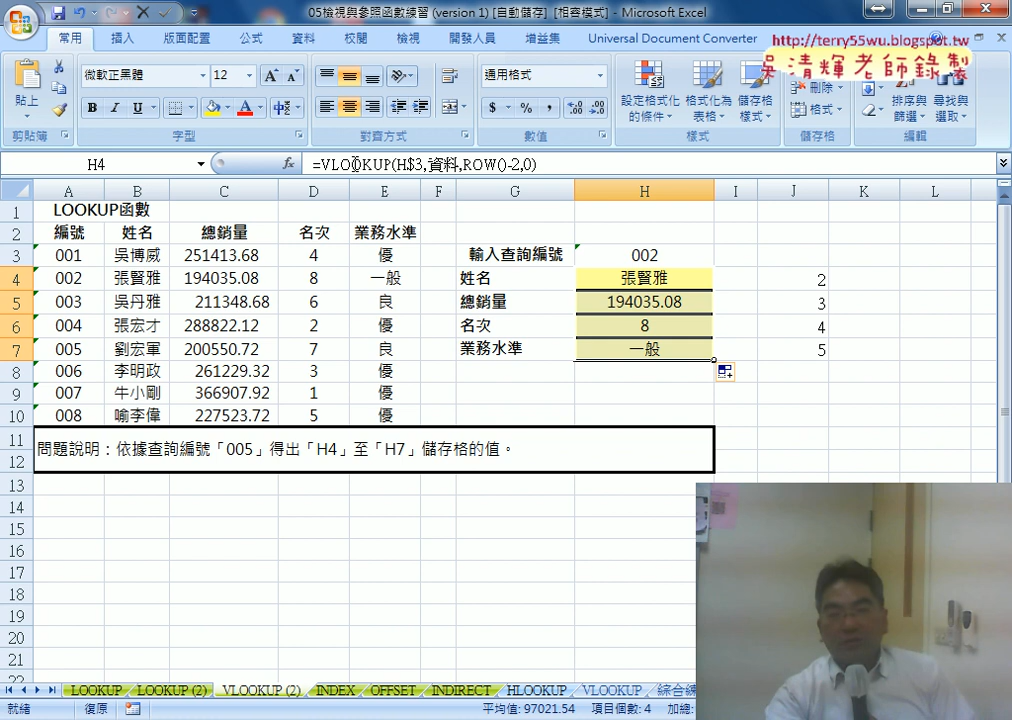 05檢視與參照函數練習 (version 1) [自動儲存] [相容模式] - Microsoft Excel
常用 插入 版面配置 公式 資料 校閱 檢視 開發人員 增益集 Universal Document Converter
http://terry55wu.blogspot.tw
吳清輝老師錄製
微軟正黑體 12 通用格式
貼上 B I U A $ % , 設定格式化的條件 格式化為表格 儲存格樣式 刪除 格式 排序與篩選 尋找與選取
剪貼簿 字型 對齊方式 數值 樣式 儲存格 編輯
H4 fx =VLOOKUP(H$3,資料,ROW()-2,0)
A B C D E F G H I J K L
1 LOOKUP函數
2 編號 姓名 總銷量 名次 業務水準
3 001 吳博威 251413.68 4 優 輸入查詢編號 002
4 002 張賢雅 194035.08 8 一般 姓名 張賢雅 2
5 003 吳丹雅 211348.68 6 良 總銷量 194035.08 3
6 004 張宏才 288822.12 2 優 名次 8 4
7 005 劉宏軍 200550.72 7 良 業務水準 一般 5
8 006 李明政 261229.32 3 優
9 007 牛小剛 366907.92 1 優
10 008 喻李偉 227523.72 5 優
11 問題說明：依據查詢編號「005」得出「H4」至「H7」儲存格的值。
12
13
14
15
16
17
18
19
20
21
22
LOOKUP LOOKUP (2) VLOOKUP (2) INDEX OFFSET INDIRECT HLOOKUP VLOOKUP 綜合練
就緒 復原 平均值: 97021.54 項目個數: 4 加總: